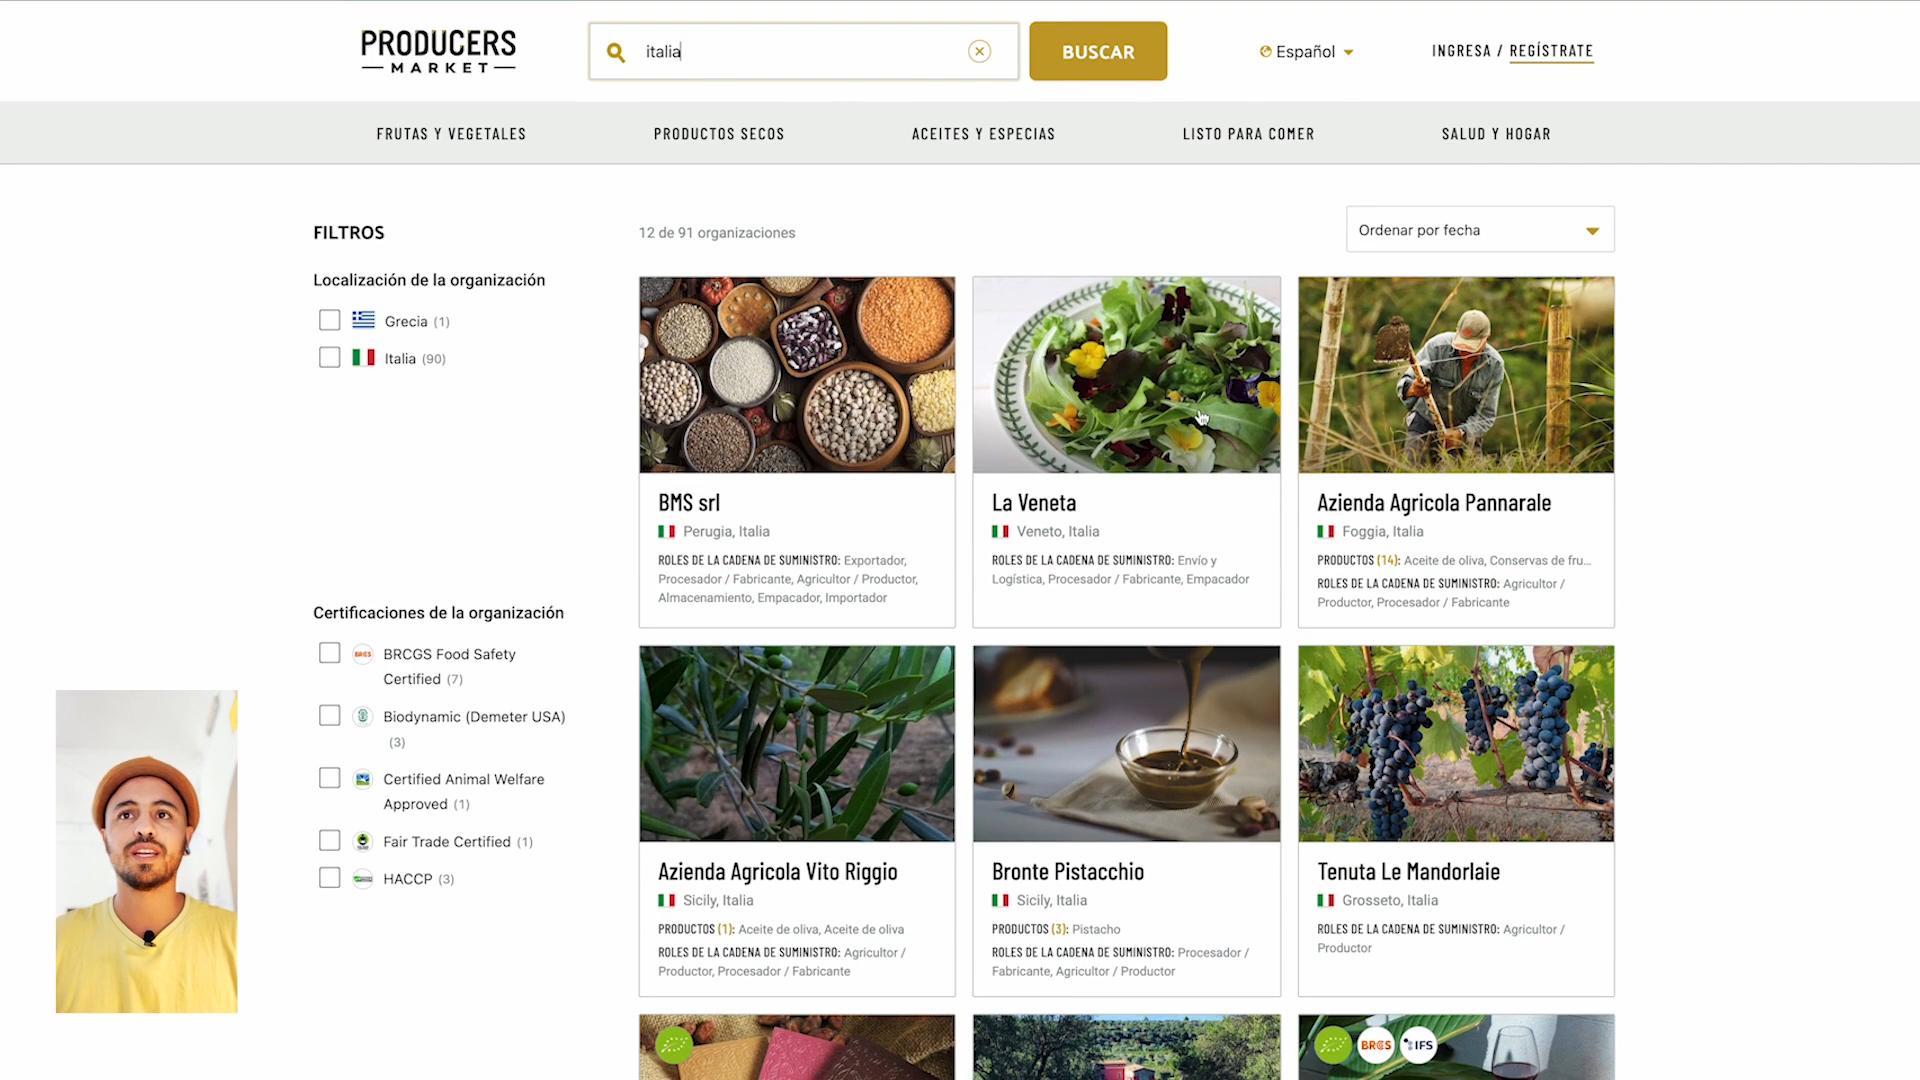 PRODUCERS
MARKET
italia
BUSCAR
Español
INGRESA / REGÍSTRATE
FRUTAS Y VEGETALES
PRODUCTOS SECOS
ACEITES Y ESPECIAS
LISTO PARA COMER
SALUD Y HOGAR
FILTROS
12 de 91 organizaciones
Ordenar por fecha
Localización de la organización
Grecia (1)
Italia (90)
Certificaciones de la organización
BRCGS Food Safety
Certified (7)
Biodynamic (Demeter USA)
(3)
Certified Animal Welfare
Approved (1)
Fair Trade Certified (1)
HACCP (3)
BMS srl
Perugia, Italia
ROLES DE LA CADENA DE SUMINISTRO: Exportador,
Procesador / Fabricante, Agricultor / Productor,
Almacenamiento, Empacador, Importador
La Veneta
Veneto, Italia
ROLES DE LA CADENA DE SUMINISTRO: Envío y
Logística, Procesador / Fabricante, Empacador
Azienda Agricola Pannarale
Foggia, Italia
PRODUCTOS (14): Aceite de oliva, Conservas de fru...
ROLES DE LA CADENA DE SUMINISTRO: Agricultor /
Productor, Procesador / Fabricante
Azienda Agricola Vito Riggio
Sicily, Italia
PRODUCTOS (1): Aceite de oliva, Aceite de oliva
ROLES DE LA CADENA DE SUMINISTRO: Agricultor /
Productor, Procesador / Fabricante
Bronte Pistacchio
Sicily, Italia
PRODUCTOS (3): Pistacho
ROLES DE LA CADENA DE SUMINISTRO: Procesador /
Fabricante, Agricultor / Productor
Tenuta Le Mandorlaie
Grosseto, Italia
ROLES DE LA CADENA DE SUMINISTRO: Agricultor /
Productor
BRCS
IFS